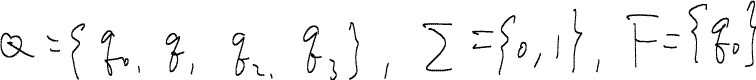 Q = { q₀, q₁, q₂, q₃ } , Σ = {0, 1} , F = {q₀}